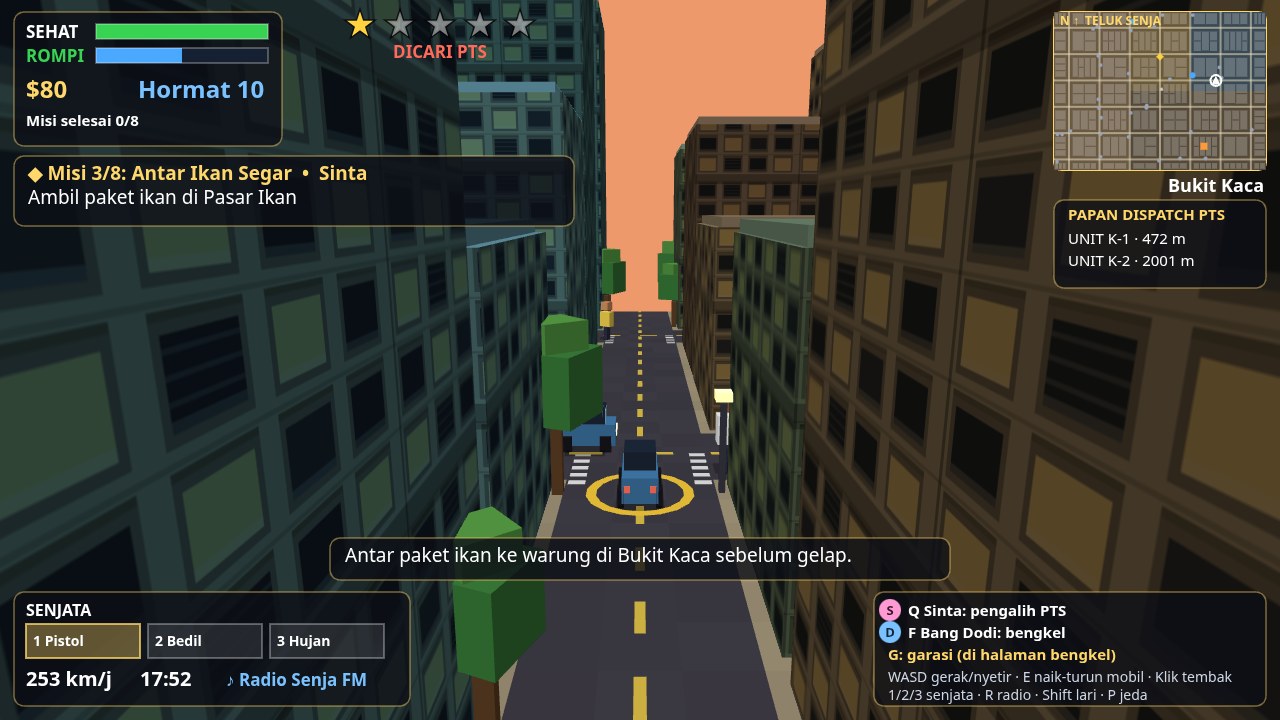 SEHAT
ROMPI
$80 Hormat 10
Misi selesai 0/8
DICARI PTS
N ↑ TELUK SENJA
Bukit Kaca
◆ Misi 3/8: Antar Ikan Segar • Sinta
Ambil paket ikan di Pasar Ikan
PAPAN DISPATCH PTS
UNIT K-1 · 472 m
UNIT K-2 · 2001 m
Antar paket ikan ke warung di Bukit Kaca sebelum gelap.
SENJATA
1 Pistol 2 Bedil 3 Hujan
253 km/j 17:52 ♪ Radio Senja FM
S Q Sinta: pengalih PTS
D F Bang Dodi: bengkel
G: garasi (di halaman bengkel)
WASD gerak/nyetir · E naik-turun mobil · Klik tembak
1/2/3 senjata · R radio · Shift lari · P jeda